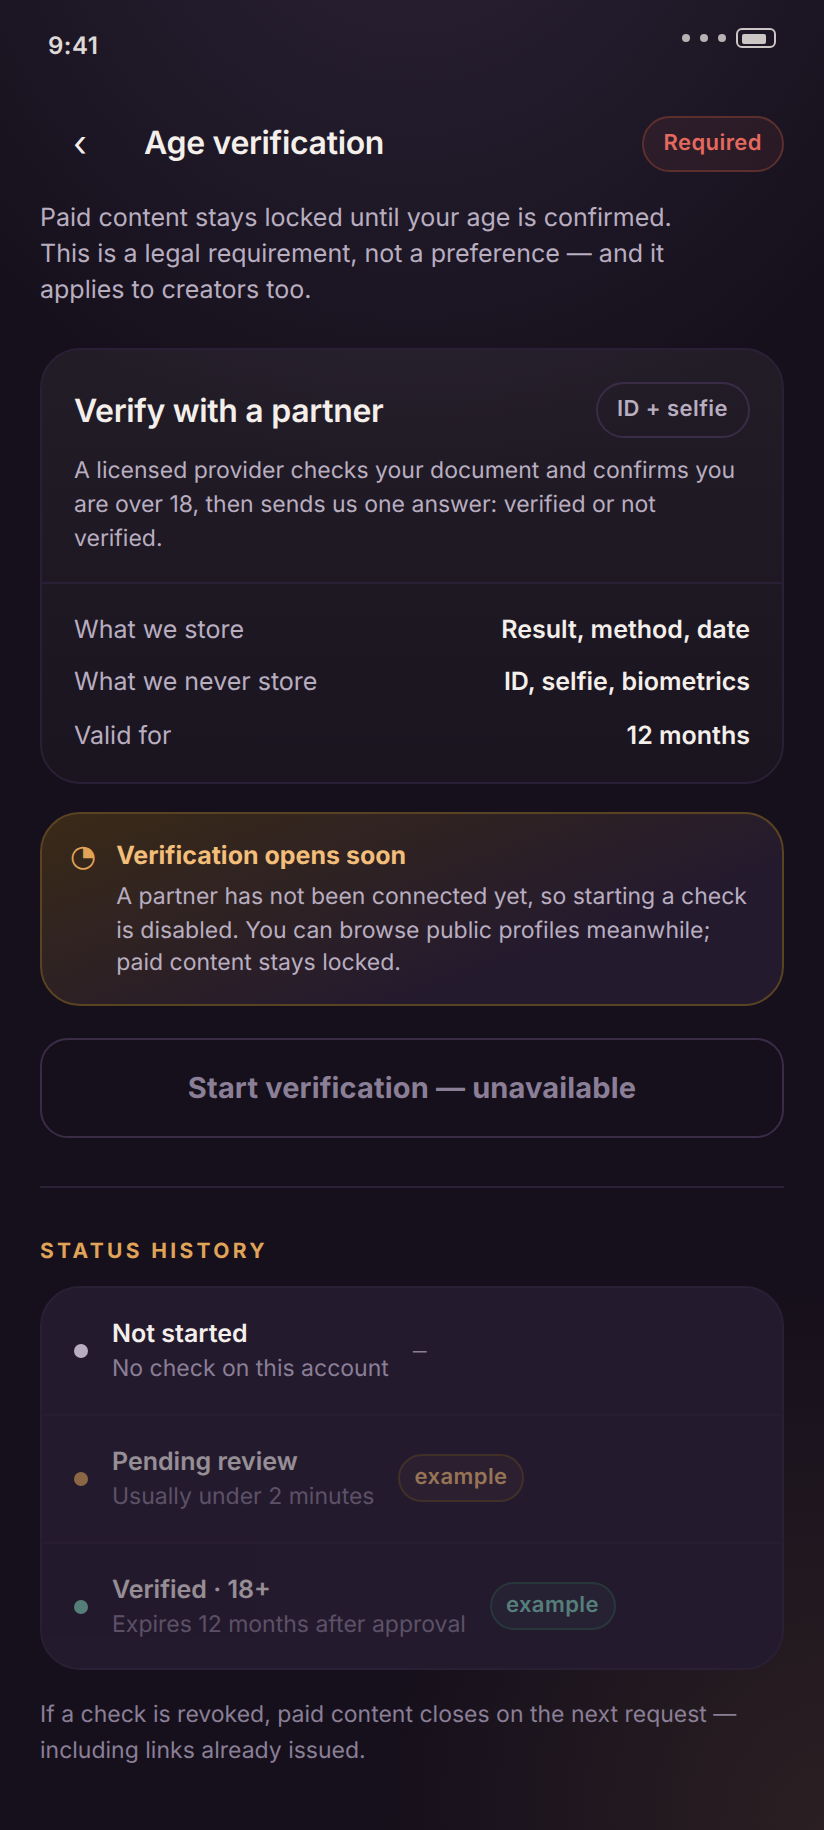 9:41
‹ Age verification Required
Paid content stays locked until your age is confirmed.
This is a legal requirement, not a preference — and it
applies to creators too.
Verify with a partner ID + selfie
A licensed provider checks your document and confirms you
are over 18, then sends us one answer: verified or not
verified.
What we store Result, method, date
What we never store ID, selfie, biometrics
Valid for 12 months
Verification opens soon
A partner has not been connected yet, so starting a check
is disabled. You can browse public profiles meanwhile;
paid content stays locked.
Start verification — unavailable
STATUS HISTORY
Not started
No check on this account –
Pending review
Usually under 2 minutes example
Verified · 18+
Expires 12 months after approval example
If a check is revoked, paid content closes on the next request —
including links already issued.